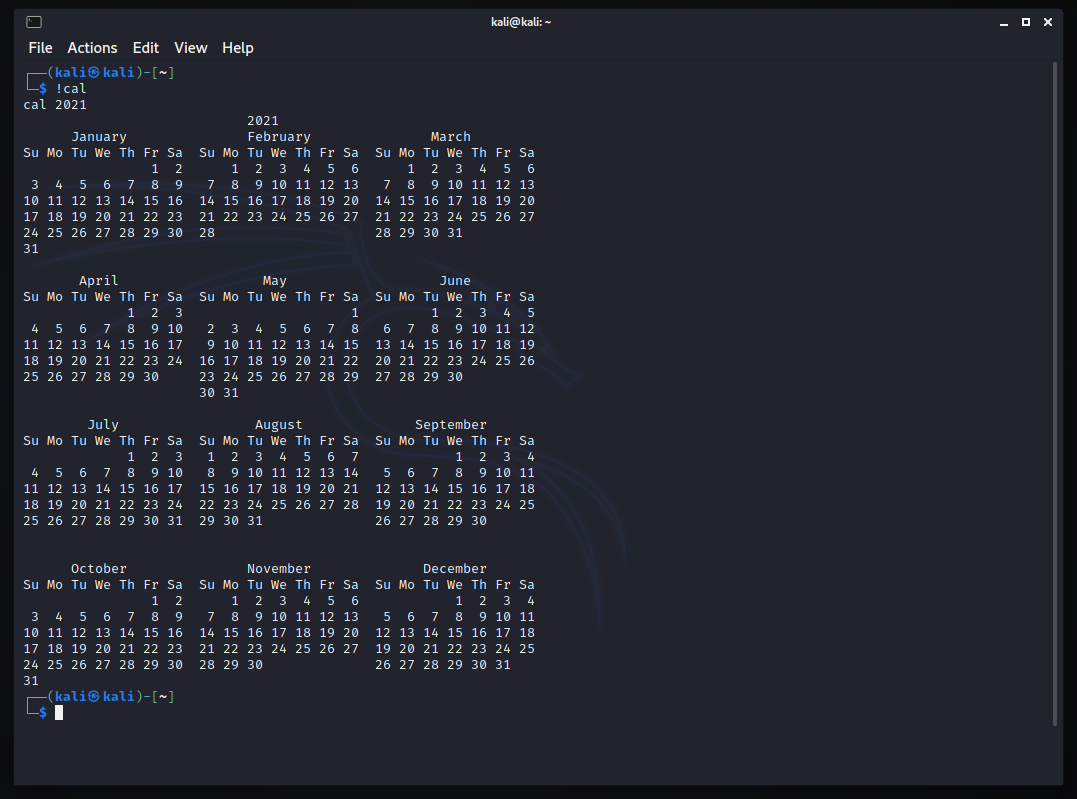 kali@kali: ~
File Actions Edit View Help
┌──(kali㉿kali)-[~]
└─$ !cal
cal 2021
                            2021
      January               February               March
Su Mo Tu We Th Fr Sa  Su Mo Tu We Th Fr Sa  Su Mo Tu We Th Fr Sa
                1  2      1  2  3  4  5  6      1  2  3  4  5  6
 3  4  5  6  7  8  9   7  8  9 10 11 12 13   7  8  9 10 11 12 13
10 11 12 13 14 15 16  14 15 16 17 18 19 20  14 15 16 17 18 19 20
17 18 19 20 21 22 23  21 22 23 24 25 26 27  21 22 23 24 25 26 27
24 25 26 27 28 29 30  28                    28 29 30 31
31

       April                  May                   June
Su Mo Tu We Th Fr Sa  Su Mo Tu We Th Fr Sa  Su Mo Tu We Th Fr Sa
             1  2  3                     1         1  2  3  4  5
 4  5  6  7  8  9 10   2  3  4  5  6  7  8   6  7  8  9 10 11 12
11 12 13 14 15 16 17   9 10 11 12 13 14 15  13 14 15 16 17 18 19
18 19 20 21 22 23 24  16 17 18 19 20 21 22  20 21 22 23 24 25 26
25 26 27 28 29 30     23 24 25 26 27 28 29  27 28 29 30
                      30 31

        July                 August              September
Su Mo Tu We Th Fr Sa  Su Mo Tu We Th Fr Sa  Su Mo Tu We Th Fr Sa
             1  2  3   1  2  3  4  5  6  7            1  2  3  4
 4  5  6  7  8  9 10   8  9 10 11 12 13 14   5  6  7  8  9 10 11
11 12 13 14 15 16 17  15 16 17 18 19 20 21  12 13 14 15 16 17 18
18 19 20 21 22 23 24  22 23 24 25 26 27 28  19 20 21 22 23 24 25
25 26 27 28 29 30 31  29 30 31              26 27 28 29 30

      October               November              December
Su Mo Tu We Th Fr Sa  Su Mo Tu We Th Fr Sa  Su Mo Tu We Th Fr Sa
                1  2      1  2  3  4  5  6            1  2  3  4
 3  4  5  6  7  8  9   7  8  9 10 11 12 13   5  6  7  8  9 10 11
10 11 12 13 14 15 16  14 15 16 17 18 19 20  12 13 14 15 16 17 18
17 18 19 20 21 22 23  21 22 23 24 25 26 27  19 20 21 22 23 24 25
24 25 26 27 28 29 30  28 29 30              26 27 28 29 30 31
31
┌──(kali㉿kali)-[~]
└─$